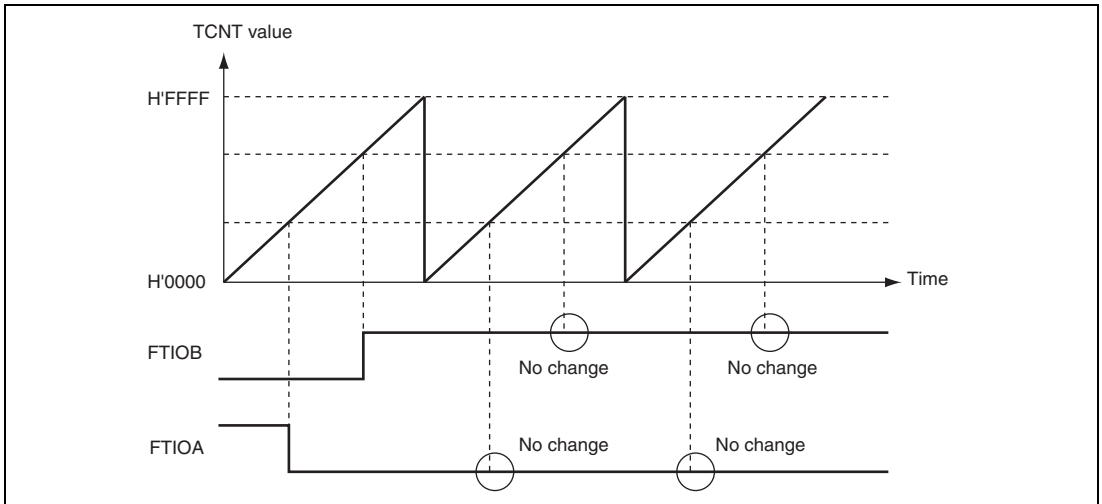 TCNT value
H'FFFF
H'0000
Time
FTIOB
No change
No change
FTIOA
No change
No change